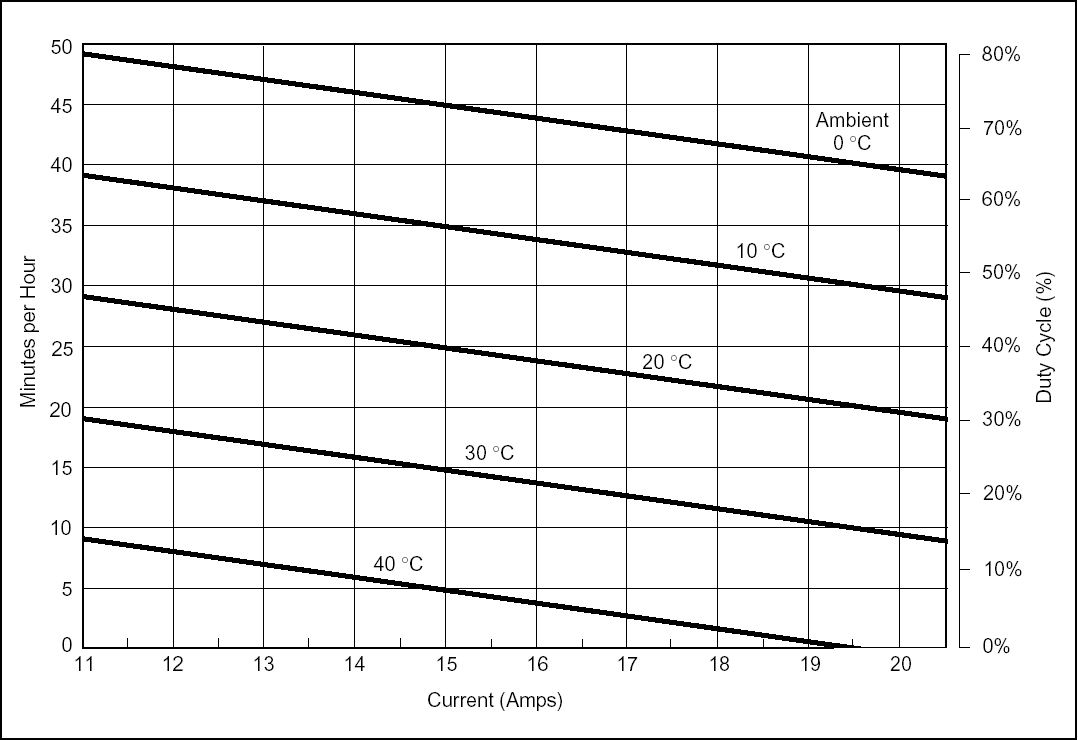 50
45
40
35
30
25
20
15
10
5
0
Minutes per Hour
Ambient
0 °C
10 °C
20 °C
30 °C
40 °C
80%
70%
60%
50%
40%
30%
20%
10%
0%
Duty Cycle (%)
11 12 13 14 15 16 17 18 19 20
Current (Amps)